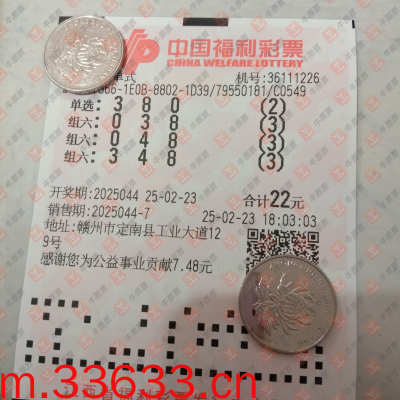 中国福利彩票
CHINA WELFARE LOTTERY
单式 机号:36111226
-1E0B-8802-1D39/79550181/C0549
单选: 3 8 0 (2)
组六: 0 3 8 (3)
组六: 0 4 8 (3)
组六: 3 4 8 (3)
开奖期:2025044 25-02-23 合计22元
销售期:2025044-7 25-02-23 18:03:03
地址:赣州市定南县工业大道12
9号
感谢您为公益事业贡献7.48元
m.33633.cn